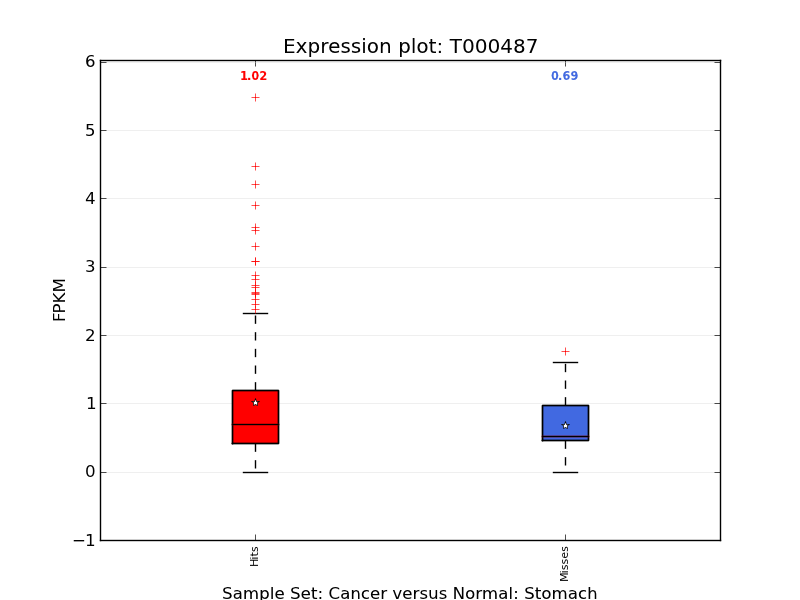 Expression plot: T000487
1.02
0.69
6
5
4
3
2
1
0
−1
FPKM
Hits
Misses
Sample Set: Cancer versus Normal: Stomach